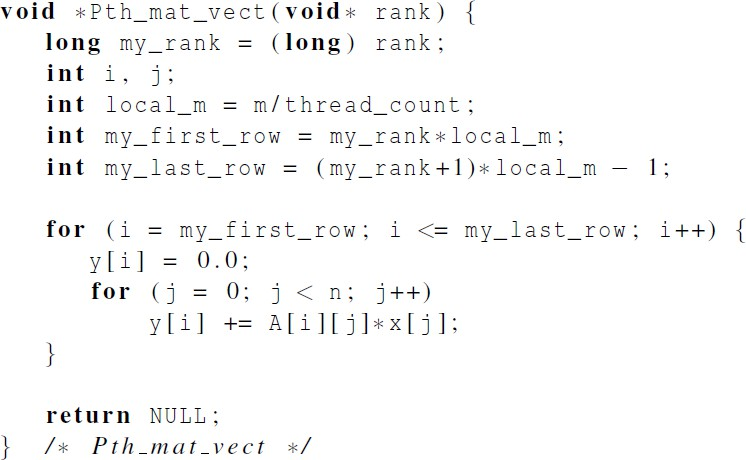 void *Pth_mat_vect(void* rank) {
   long my_rank = (long) rank;
   int i, j;
   int local_m = m/thread_count;
   int my_first_row = my_rank*local_m;
   int my_last_row = (my_rank+1)*local_m − 1;

   for (i = my_first_row; i <= my_last_row; i++) {
      y[i] = 0.0;
      for (j = 0; j < n; j++)
          y[i] += A[i][j]*x[j];
   }

   return NULL;
}  /* Pth_mat_vect */